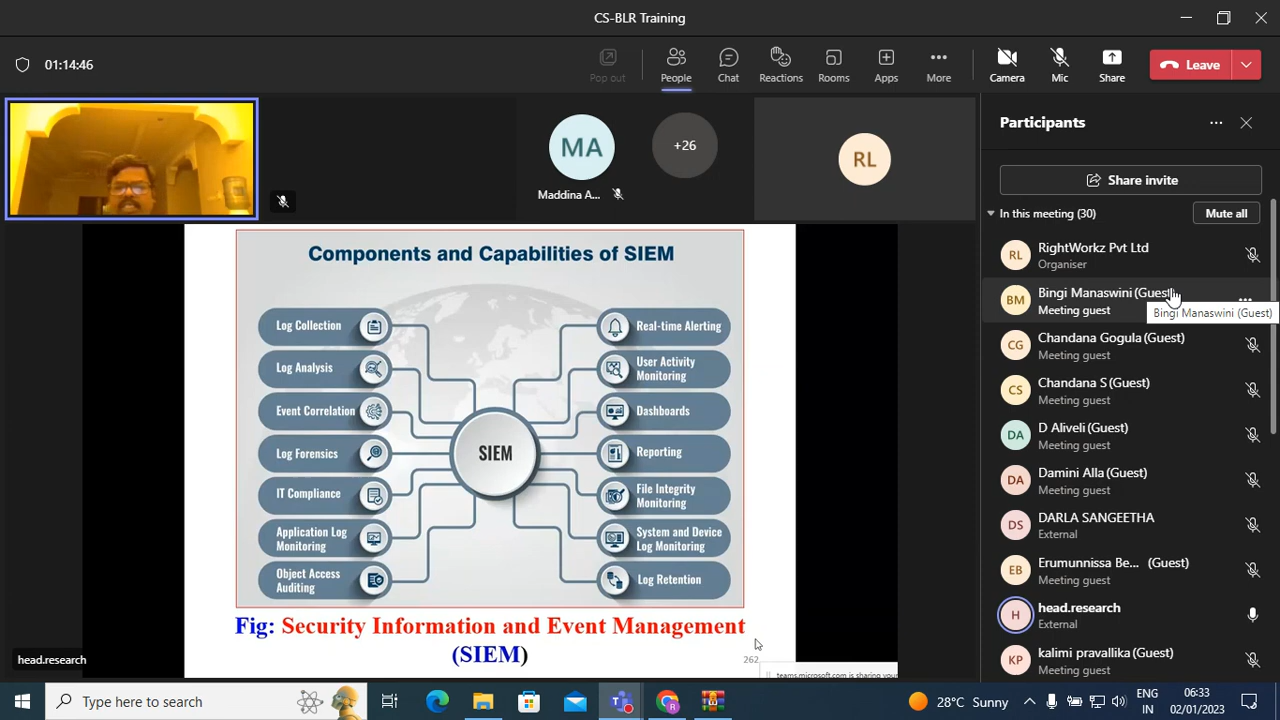 CS-BLR Training
01:14:46
Pop out
People
Chat
Reactions
Rooms
Apps
More
Camera
Mic
Share
Leave
MA
Maddina A...
+26
RL
Participants
Share invite
In this meeting (30)
Mute all
RL
RightWorkz Pvt Ltd
Organiser
BM
Bingi Manaswini (Guest)
Meeting guest
Bingi Manaswini (Guest)
CG
Chandana Gogula (Guest)
Meeting guest
CS
Chandana S (Guest)
Meeting guest
DA
D Aliveli (Guest)
Meeting guest
DA
Damini Alla (Guest)
Meeting guest
DS
DARLA SANGEETHA
External
EB
Erumunnissa Be... (Guest)
Meeting guest
H
head.research
External
KP
kalimi pravallika (Guest)
Meeting guest
Components and Capabilities of SIEM
Log Collection
Log Analysis
Event Correlation
Log Forensics
IT Compliance
Application Log
Monitoring
Object Access
Auditing
SIEM
Real-time Alerting
User Activity
Monitoring
Dashboards
Reporting
File Integrity
Monitoring
System and Device
Log Monitoring
Log Retention
Fig: Security Information and Event Management
(SIEM)
262
head.research
teams.microsoft.com is sharing your
Type here to search
28°C Sunny
ENG
IN
06:33
02/01/2023